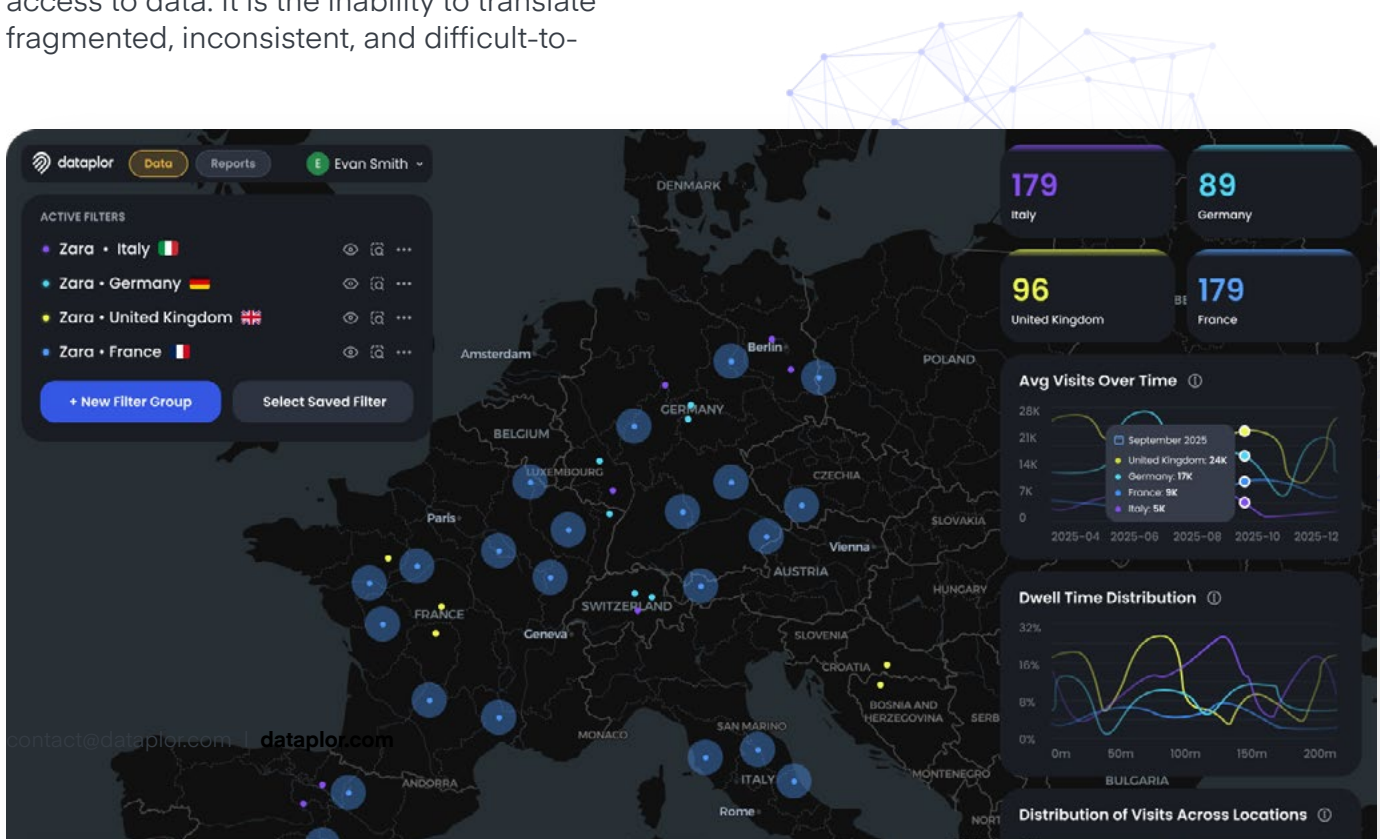 access to data. It is the inability to translate
fragmented, inconsistent, and difficult-to-
dataplor
Data
Reports
E
Evan Smith
ACTIVE FILTERS
Zara • Italy
Zara • Germany
Zara • United Kingdom
Zara • France
+ New Filter Group
Select Saved Filter
179
Italy
89
Germany
96
United Kingdom
179
France
Avg Visits Over Time
28K
21K
14K
7K
0
September 2025
United Kingdom: 24K
Germany: 17K
France: 9K
Italy: 5K
2025-04 2025-06 2025-08 2025-10 2025-12
Dwell Time Distribution
32%
16%
8%
0%
0m 50m 100m 150m 200m
Distribution of Visits Across Locations
DENMARK
Berlin
Amsterdam
POLAND
GERMANY
BELGIUM
LUXEMBOURG
CZECHIA
Paris
SLOVAKIA
Vienna
AUSTRIA
HUNGARY
SWITZERLAND
FRANCE
Geneva
SLOVENIA
CROATIA
BOSNIA AND
HERZEGOVINA
SERB
SAN MARINO
MONACO
ITALY
MONTENEGRO
ANDORRA
BULGARIA
Rome
NORT
BE
contact@dataplor.com | dataplor.com